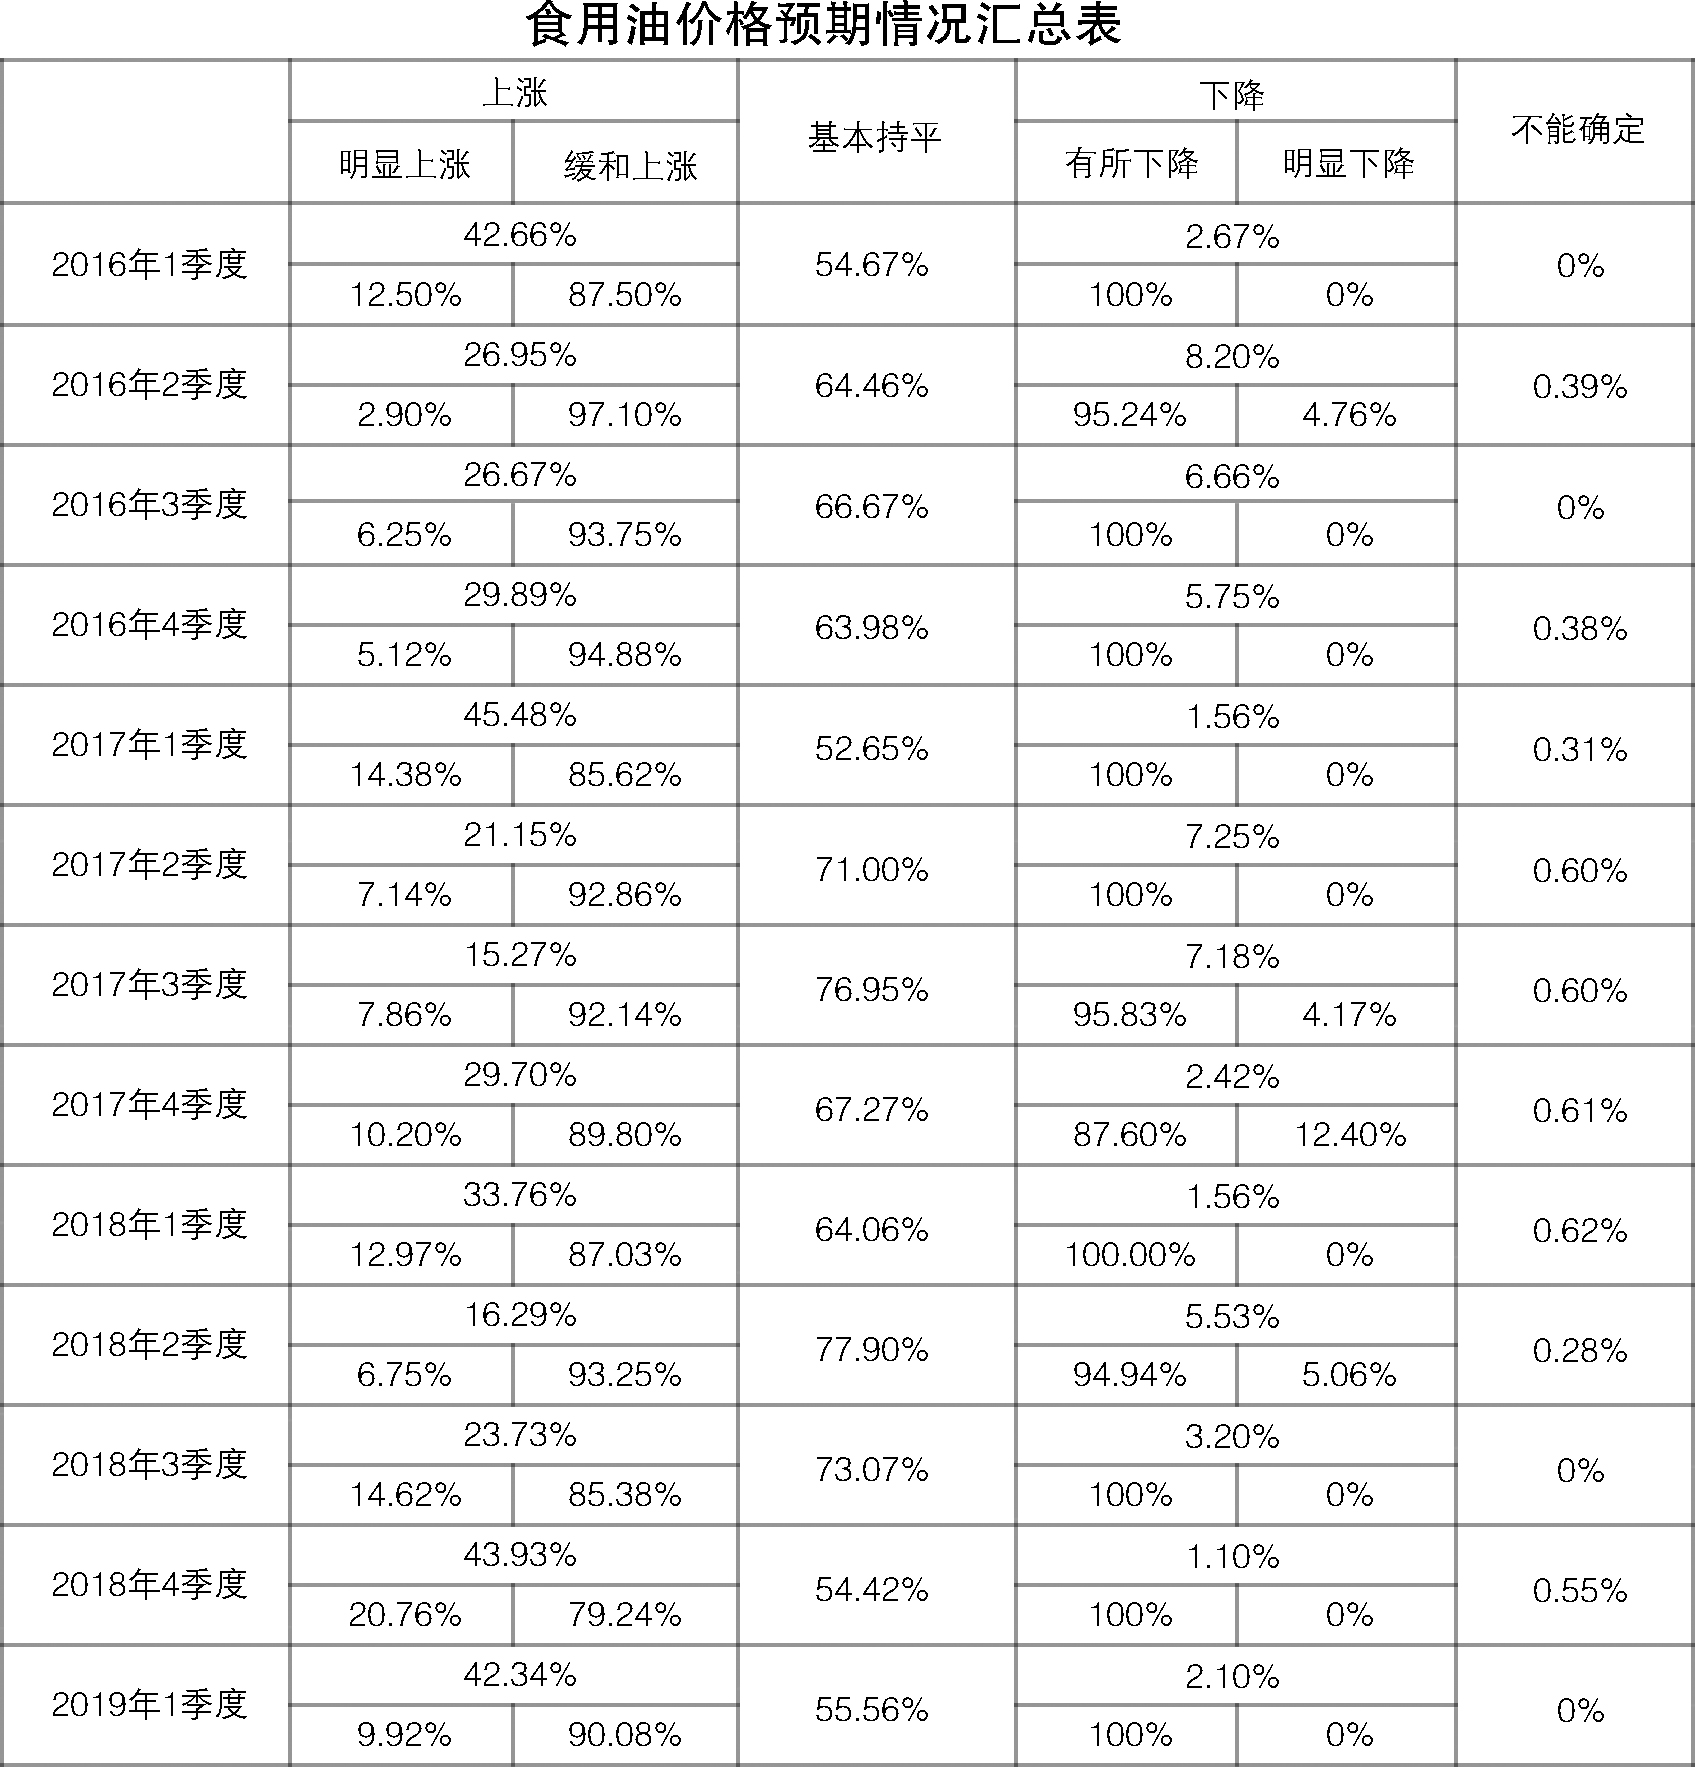 食用油价格预期情况汇总表
上涨 基本持平 下降 不能确定
明显上涨 缓和上涨 有所下降 明显下降
2016年1季度 42.66% 54.67% 2.67% 0%
12.50% 87.50% 100% 0%
2016年2季度 26.95% 64.46% 8.20% 0.39%
2.90% 97.10% 95.24% 4.76%
2016年3季度 26.67% 66.67% 6.66% 0%
6.25% 93.75% 100% 0%
2016年4季度 29.89% 63.98% 5.75% 0.38%
5.12% 94.88% 100% 0%
2017年1季度 45.48% 52.65% 1.56% 0.31%
14.38% 85.62% 100% 0%
2017年2季度 21.15% 71.00% 7.25% 0.60%
7.14% 92.86% 100% 0%
2017年3季度 15.27% 76.95% 7.18% 0.60%
7.86% 92.14% 95.83% 4.17%
2017年4季度 29.70% 67.27% 2.42% 0.61%
10.20% 89.80% 87.60% 12.40%
2018年1季度 33.76% 64.06% 1.56% 0.62%
12.97% 87.03% 100.00% 0%
2018年2季度 16.29% 77.90% 5.53% 0.28%
6.75% 93.25% 94.94% 5.06%
2018年3季度 23.73% 73.07% 3.20% 0%
14.62% 85.38% 100% 0%
2018年4季度 43.93% 54.42% 1.10% 0.55%
20.76% 79.24% 100% 0%
2019年1季度 42.34% 55.56% 2.10% 0%
9.92% 90.08% 100% 0%